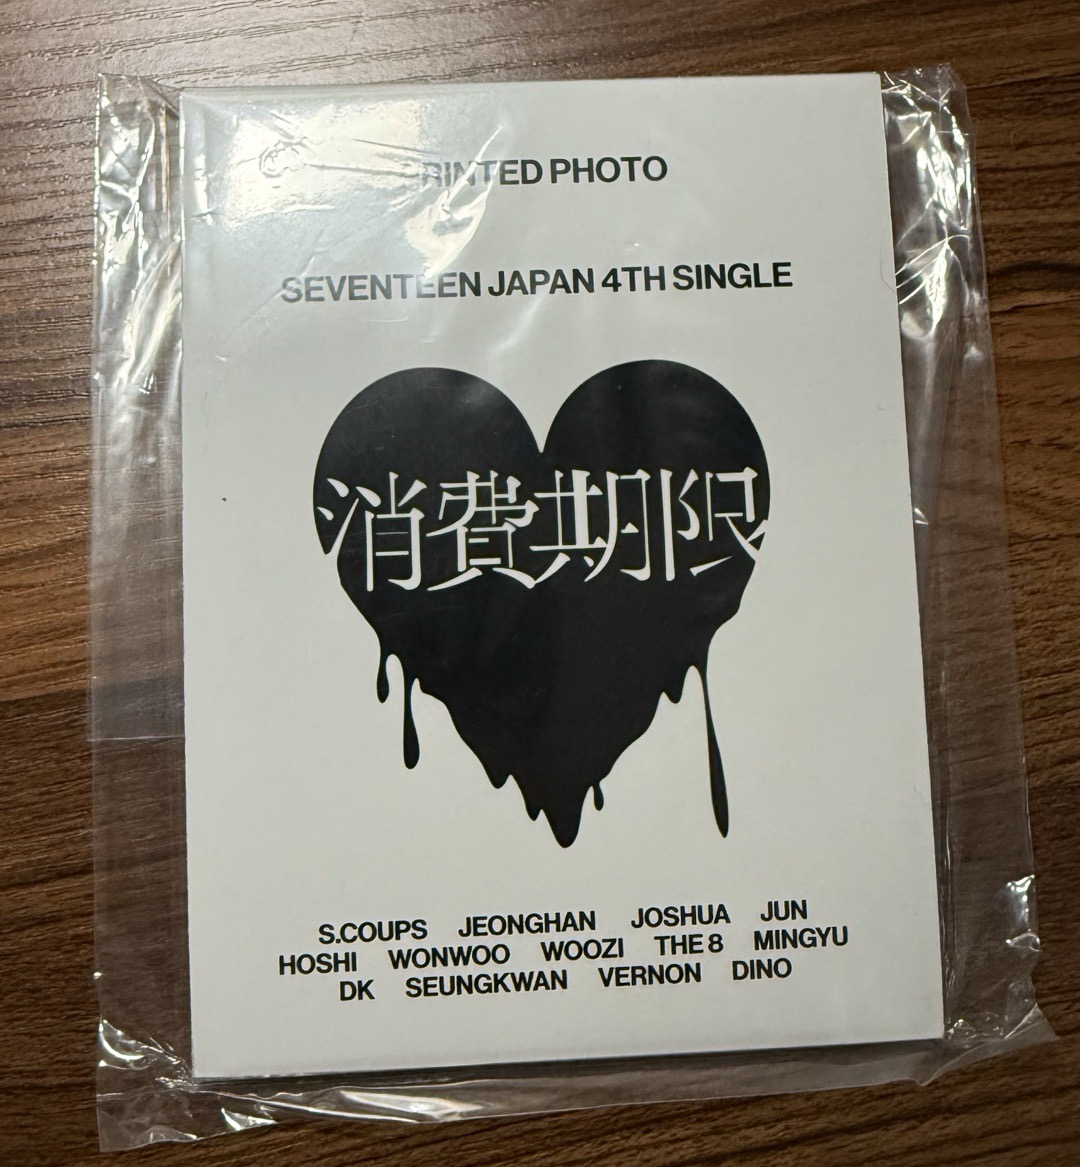 PRINTED PHOTO
SEVENTEEN JAPAN 4TH SINGLE
消費期限
S.COUPS JEONGHAN JOSHUA JUN
HOSHI WONWOO WOOZI THE 8 MINGYU
DK SEUNGKWAN VERNON DINO